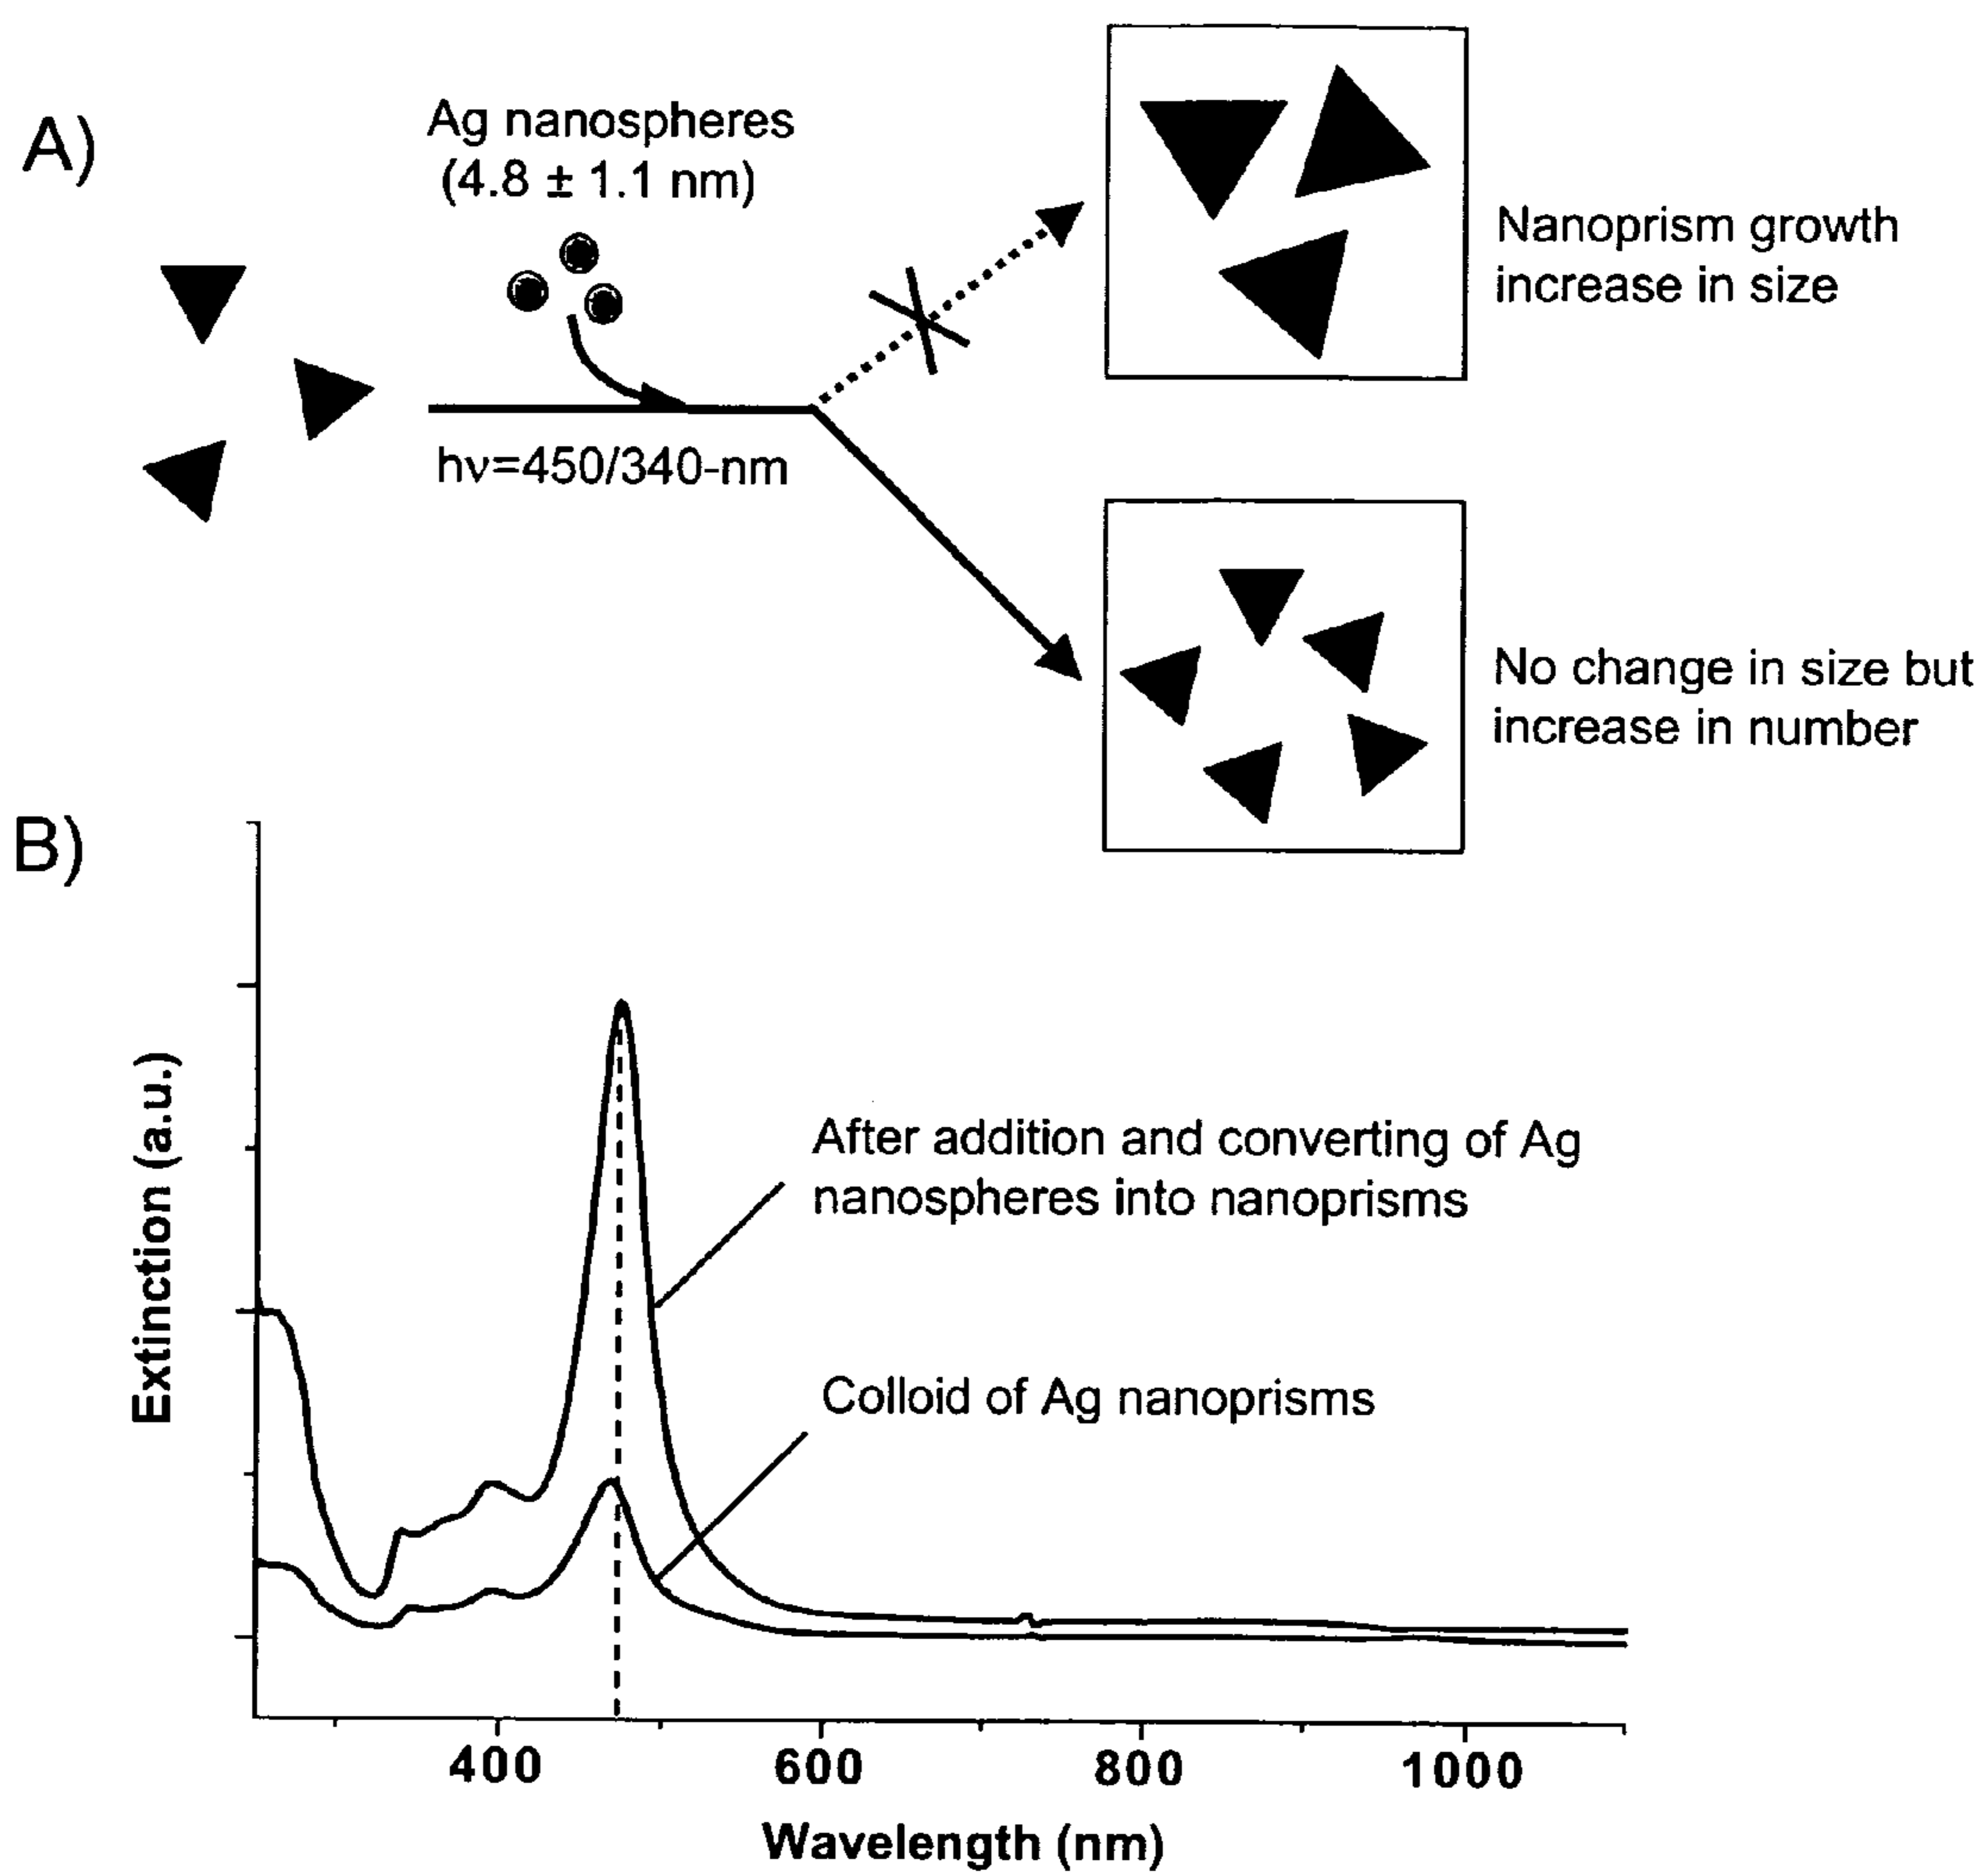 A)
Ag nanospheres
(4.8 ± 1.1 nm)
hν=450/340-nm
Nanoprism growth
increase in size
No change in size but
increase in number
B)
Extinction (a.u.)
After addition and converting of Ag
nanospheres into nanoprisms
Colloid of Ag nanoprisms
400 600 800 1000
Wavelength (nm)